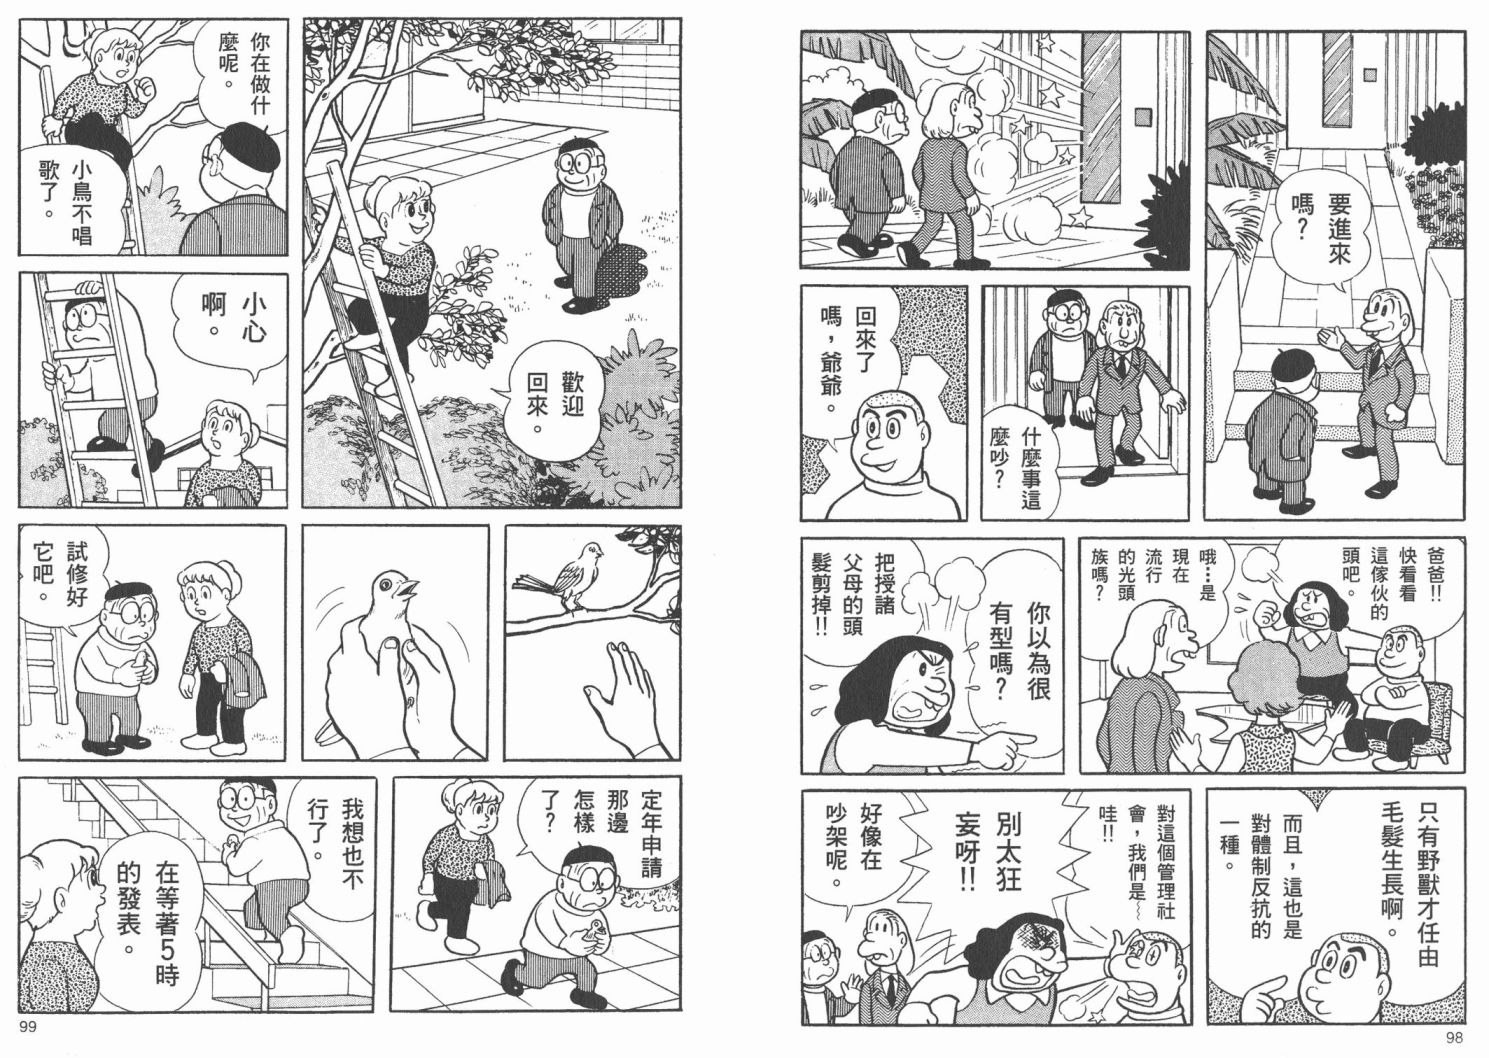 要進來
嗎?
什麼事這
麼吵?
回來了
嗎,爺爺。
爸爸!!
快看看
這傢伙的
頭吧。
哦…是
現在
流行
的光頭
族嗎?
你以為很
有型嗎?
把授諸
父母的頭
髮剪掉!!
只有野獸才任由
毛髮生長啊。
而且,這也是
對體制反抗的
一種。
對這個管理社
會,我們是~
哇!!
別太狂
妄呀!!
好像在
吵架呢。
98
歡迎
回來。
你在做什
麼呢。
小鳥不唱
歌了。
小心
啊。
試修好
它吧。
定年申請
那邊
怎樣
了?
我想也不
行了。
在等著5時
的發表。
99